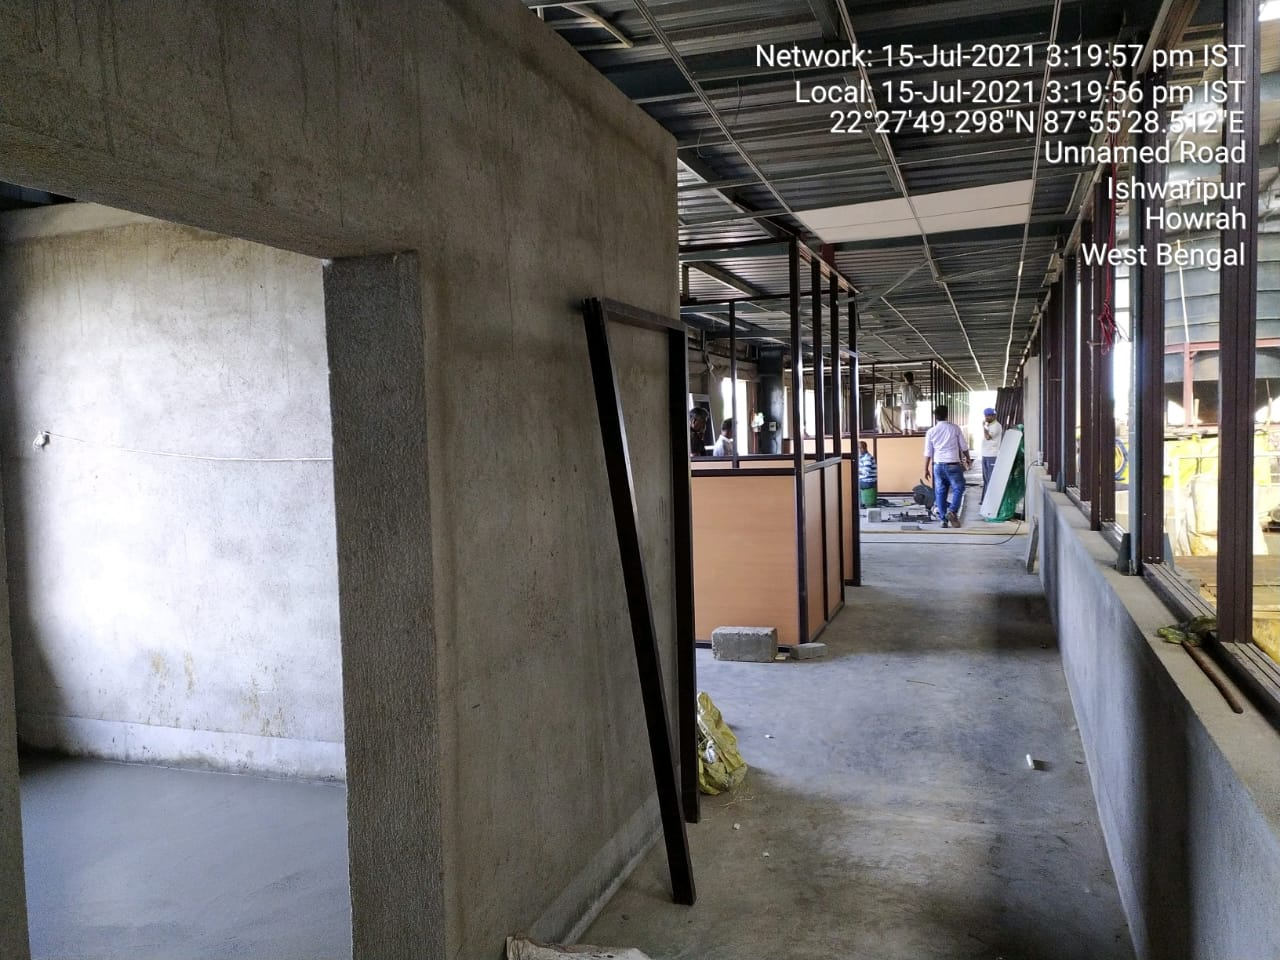 Network: 15-Jul-2021 3:19:57 pm IST
Local: 15-Jul-2021 3:19:56 pm IST
22°27'49.298"N 87°55'28.512"E
Unnamed Road
Ishwaripur
Howrah
West Bengal